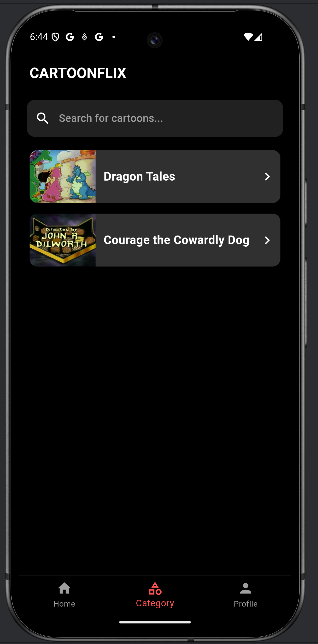 6:44
CARTOONFLIX
Search for cartoons...
Dragon Tales
JOHN R.
DILWORTH
Courage the Cowardly Dog
Home
Category
Profile